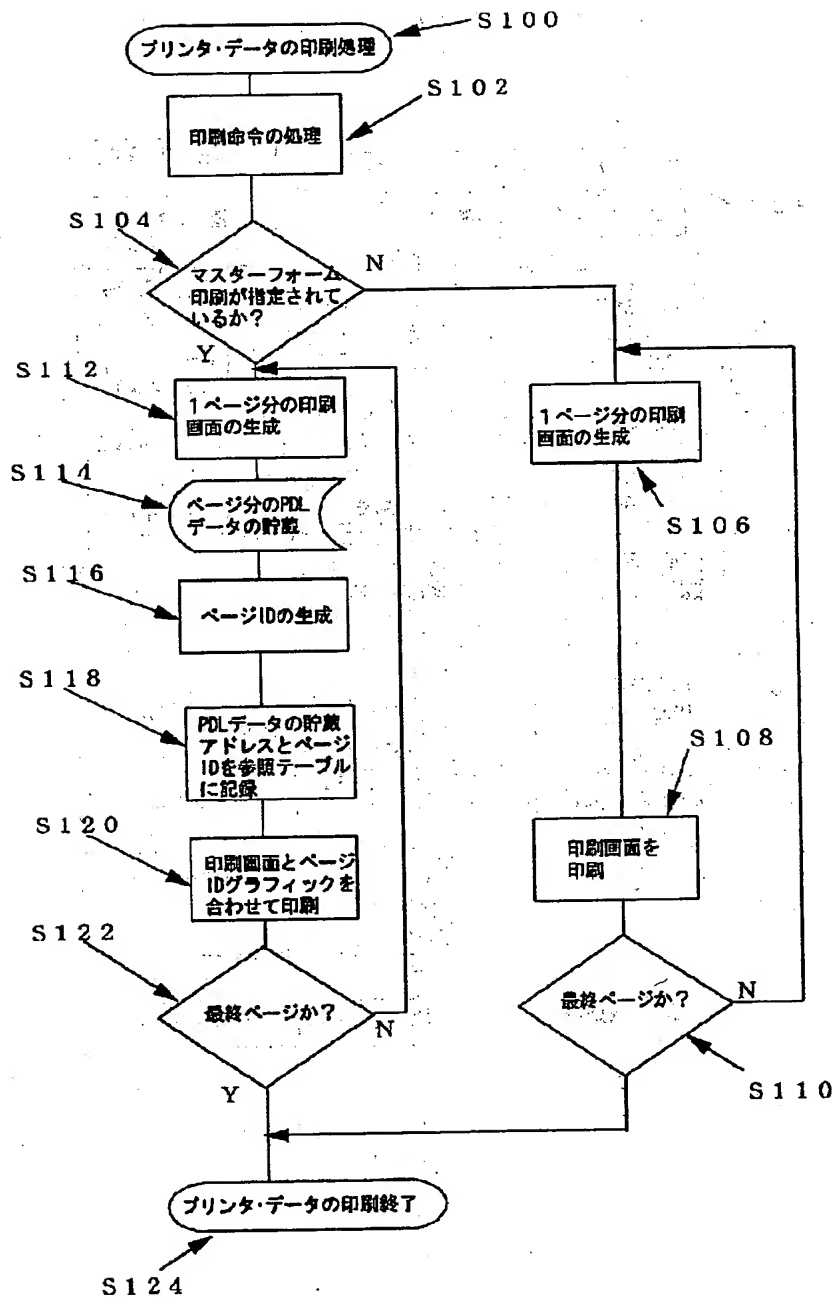 S100
プリンタ・データの印刷処理
S102
印刷命令の処理
S104
マスターフォーム
印刷が指定されて
いるか？
N
Y
S112
1ページ分の印刷
画面の生成
1ページ分の印刷
画面の生成
S106
S114
ページ分のPDL
データの貯蔵
S116
ページIDの生成
S118
PDLデータの貯蔵
アドレスとページ
IDを参照テーブル
に記録
S108
印刷画面を
印刷
S120
印刷画面とページ
IDグラフィックを
合わせて印刷
S122
最終ページか？
N
Y
最終ページか？
N
S110
プリンタ・データの印刷終了
S124